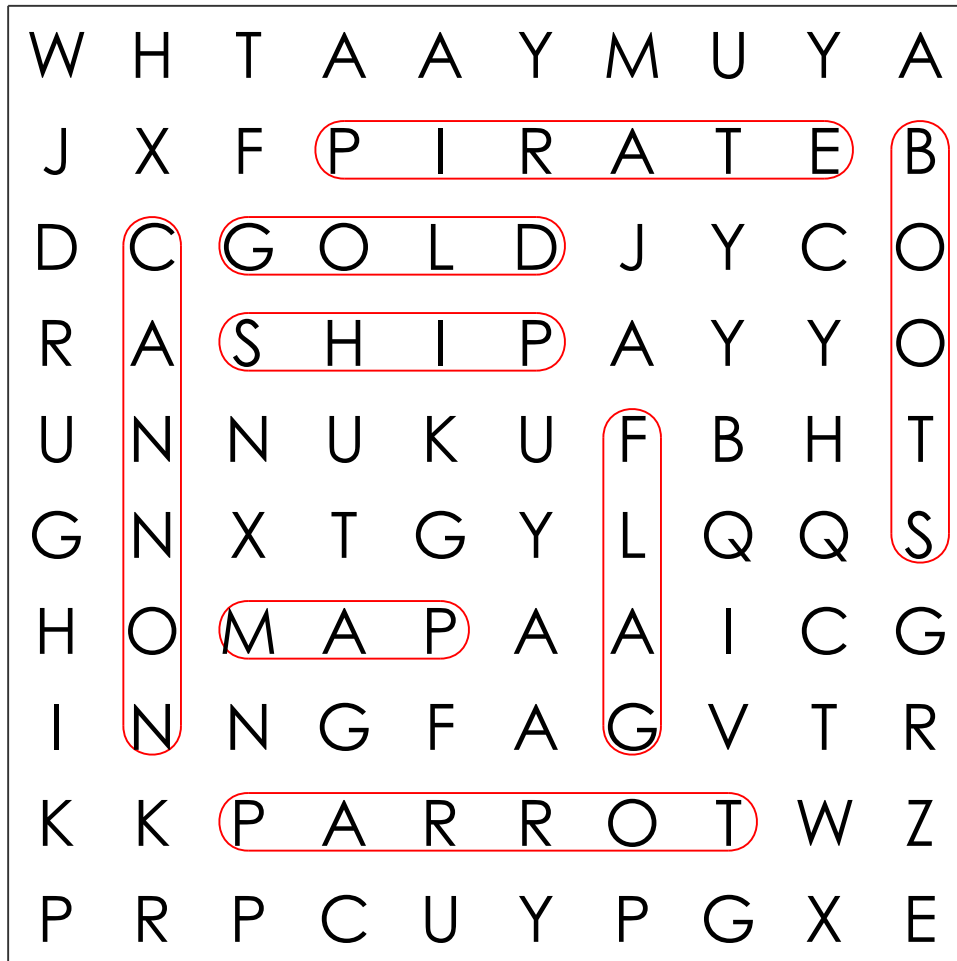 W H T A A Y M U Y A
J X F P I R A T E B
D C G O L D J Y C O
R A S H I P A Y Y O
U N N U K U F B H T
G N X T G Y L Q Q S
H O M A P A A I C G
I N N G F A G V T R
K K P A R R O T W Z
P R P C U Y P G X E